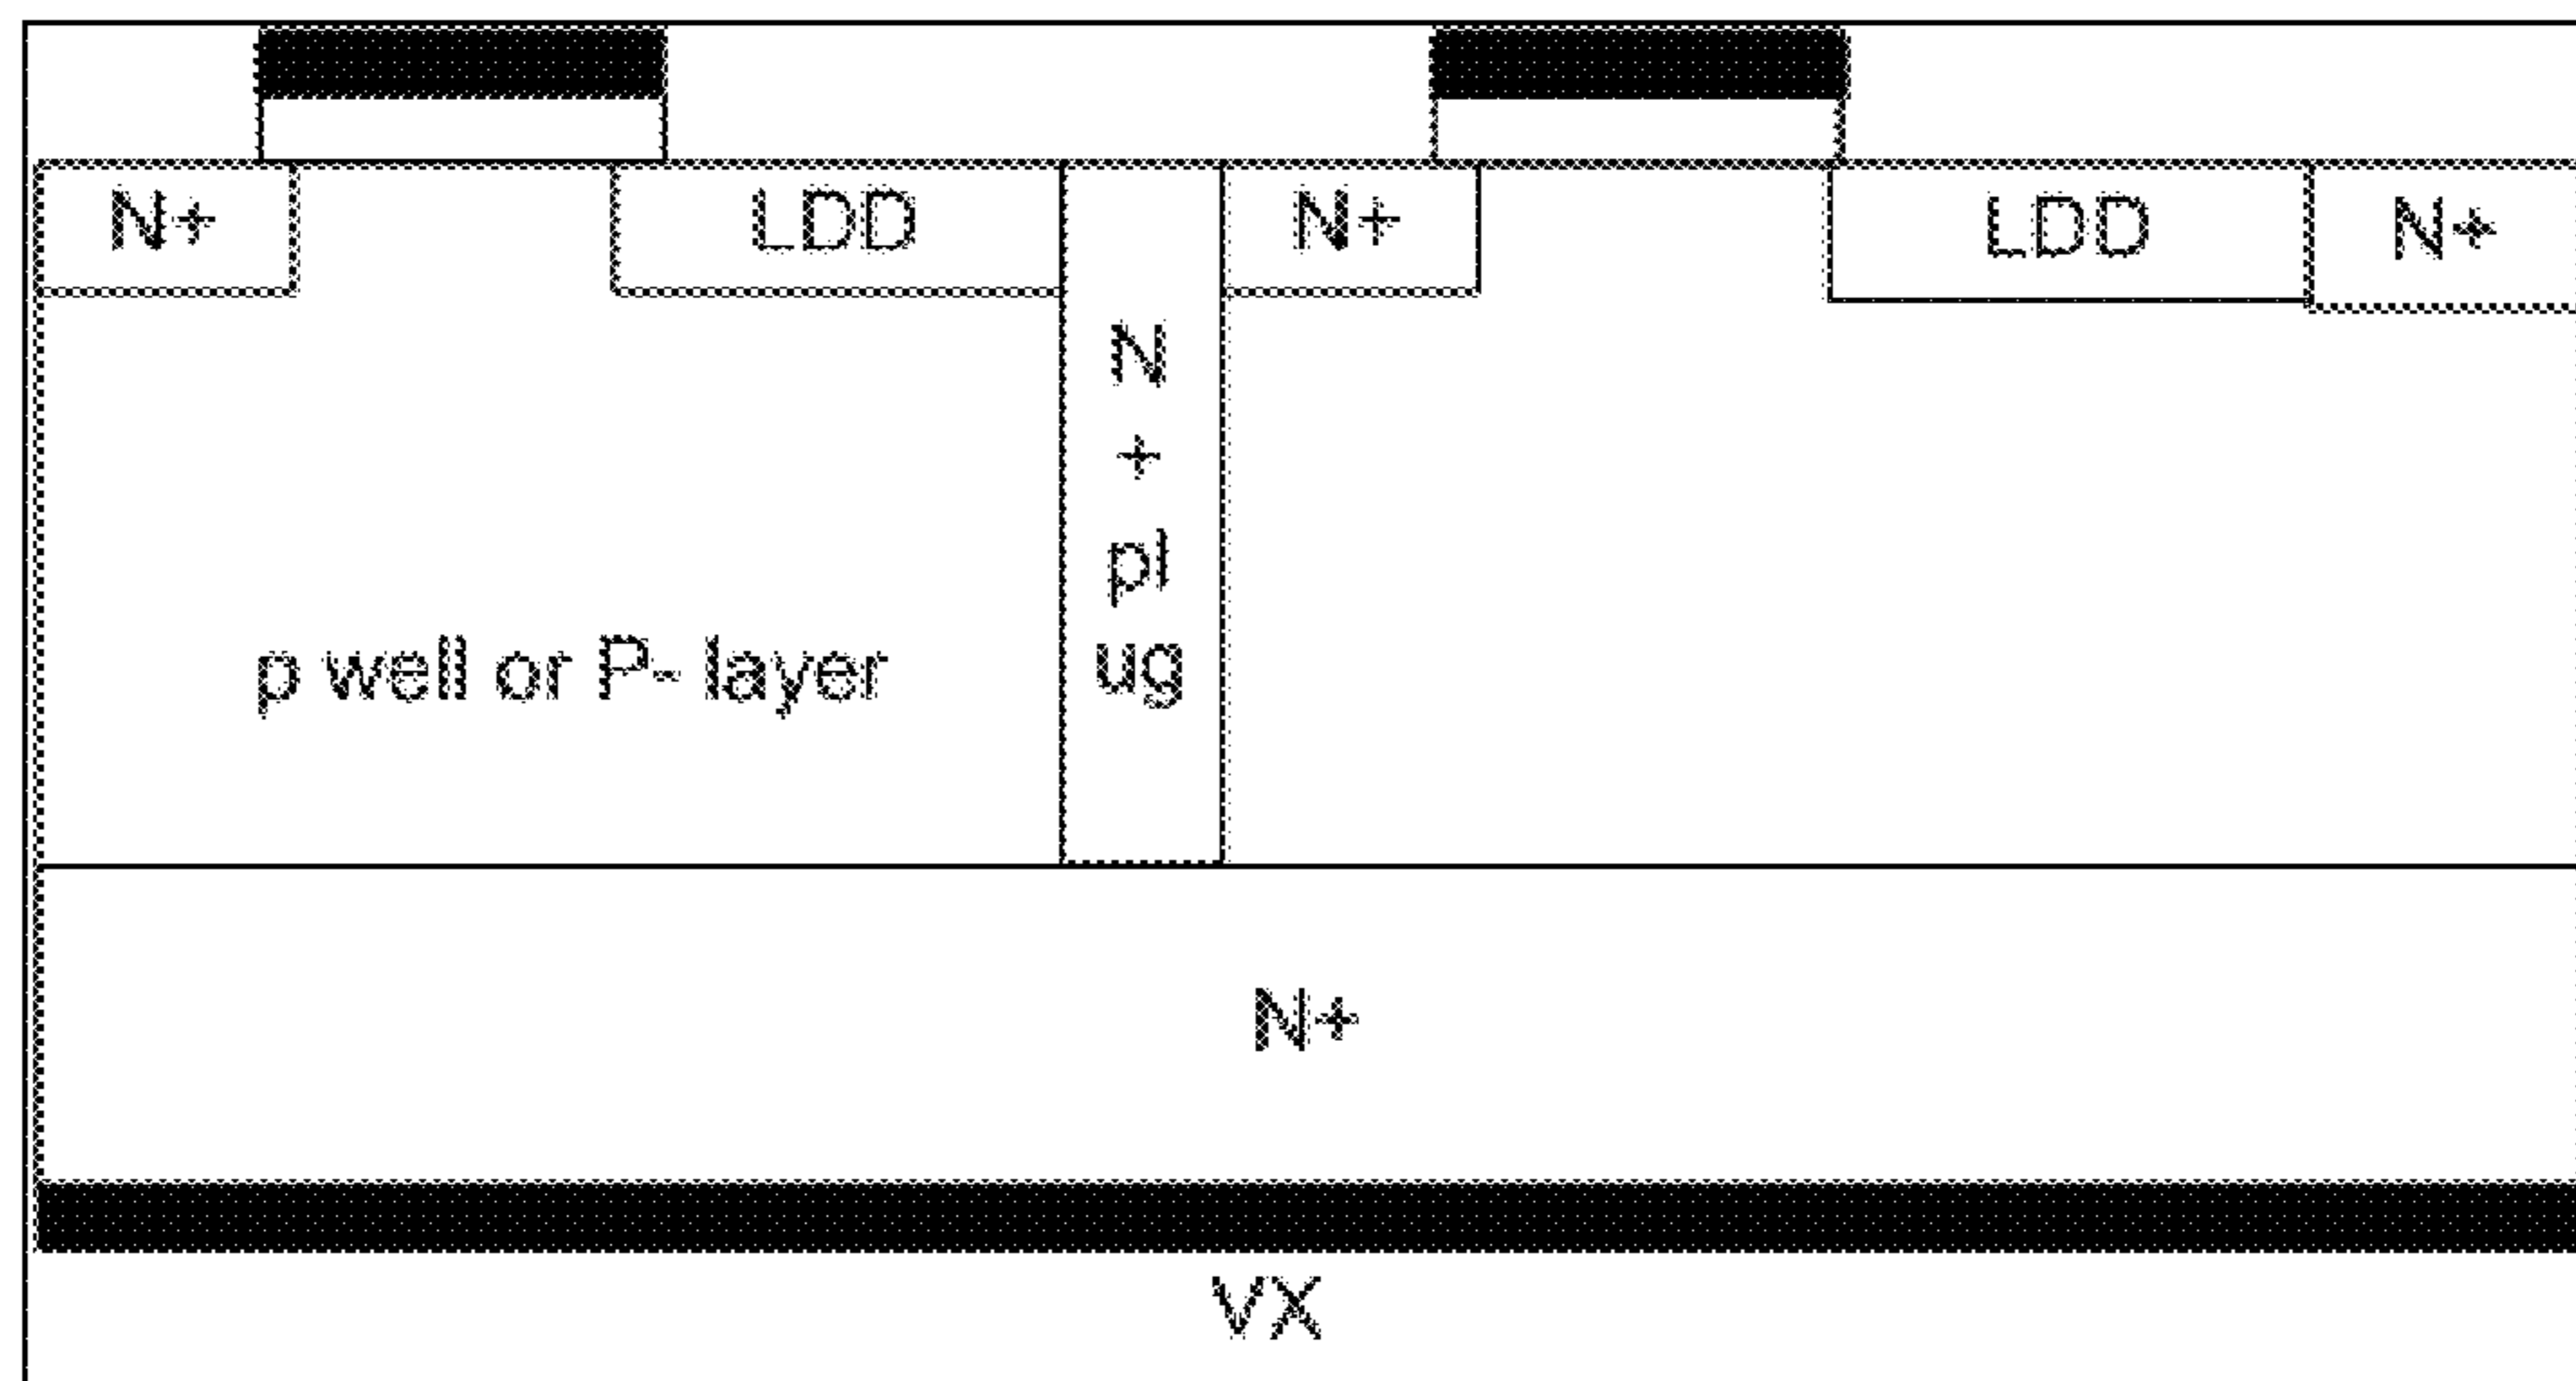 N+
LDD
N+
LDD
N+
N
+
pl
ug
p well or P- layer
N+
VX